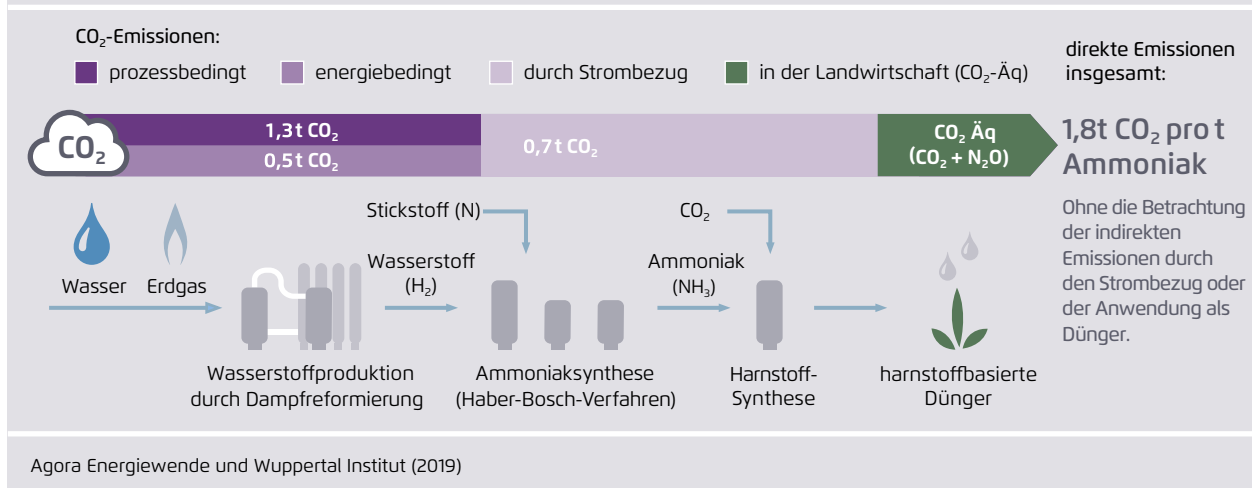 CO₂-Emissionen:
prozessbedingt
energiebedingt
durch Strombezug
in der Landwirtschaft (CO₂-Äq)
direkte Emissionen
insgesamt:
CO₂
1,3 t CO₂
0,5 t CO₂
0,7 t CO₂
CO₂ Äq
(CO₂ + N₂O)
1,8t CO₂ pro t
Ammoniak
Ohne die Betrachtung
der indirekten
Emissionen durch
den Strombezug oder
der Anwendung als
Dünger.
Wasser
Erdgas
Stickstoff (N)
Wasserstoff
(H₂)
CO₂
Ammoniak
(NH₃)
Wasserstoffproduktion
durch Dampfreformierung
Ammoniaksynthese
(Haber-Bosch-Verfahren)
Harnstoff-
Synthese
harnstoffbasierte
Dünger
Agora Energiewende und Wuppertal Institut (2019)